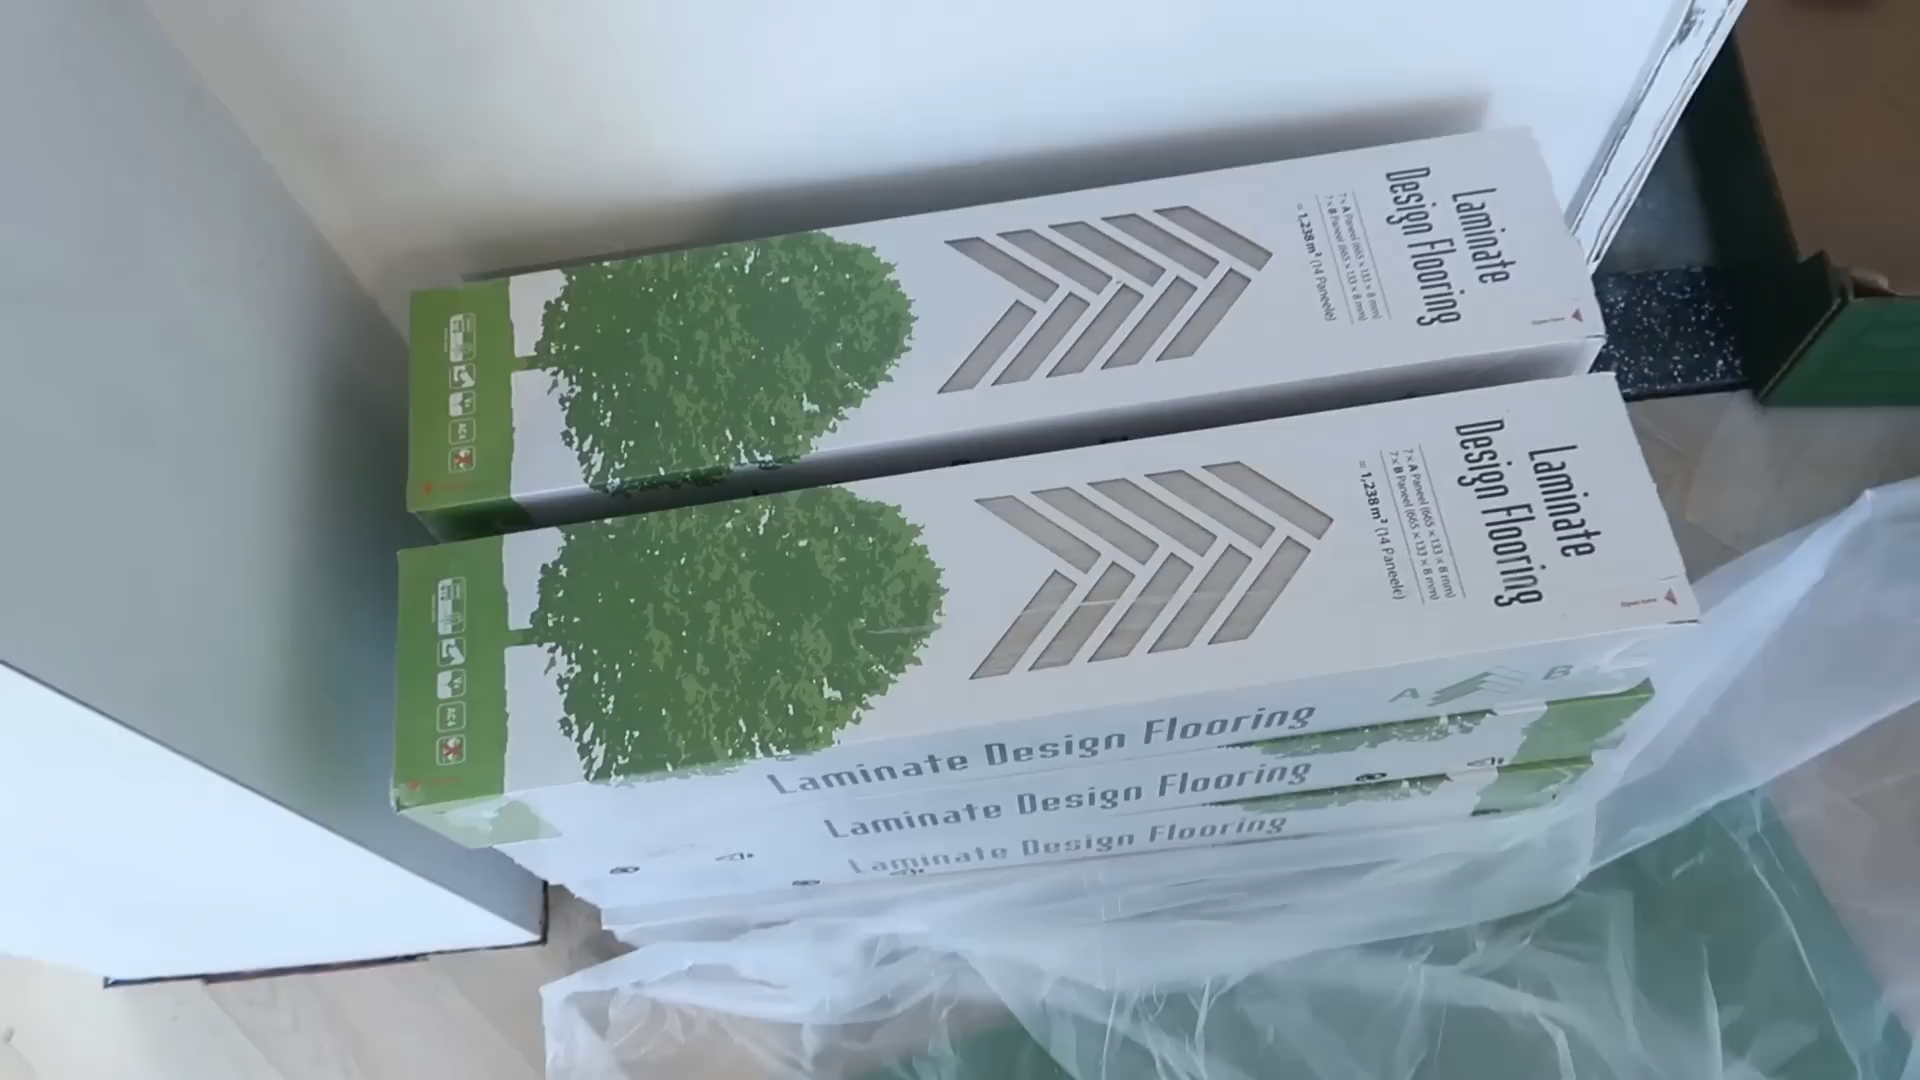 Laminate
Design Flooring
7× A Paneel (665 × 133 × 8 mm)
7× B Paneel (665 × 133 × 8 mm)
= 1,238 m² (14 Paneele)
AC4
Laminate
Design Flooring
7× A Paneel (665 × 133 × 8 mm)
7× B Paneel (665 × 133 × 8 mm)
= 1,238 m² (14 Paneele)
AC4
A B
Laminate Design Flooring
Laminate Design Flooring
Laminate Design Flooring